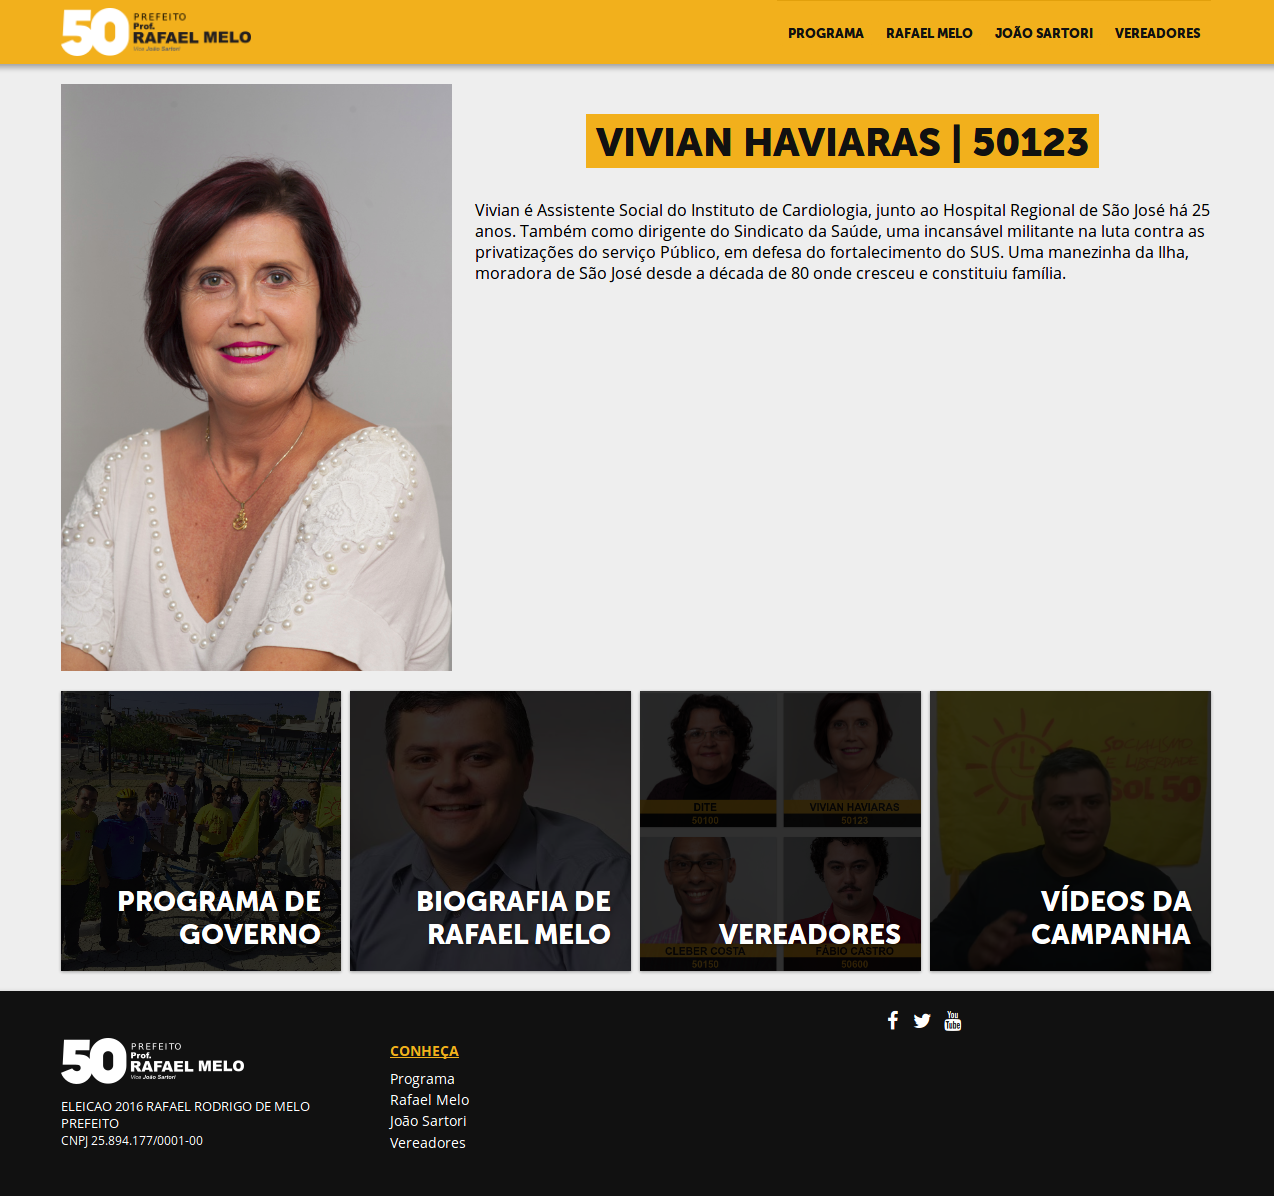 50
PREFEITO
Prof.
RAFAEL MELO
Vice João Sartori
PROGRAMA RAFAEL MELO JOÃO SARTORI VEREADORES
VIVIAN HAVIARAS | 50123
Vivian é Assistente Social do Instituto de Cardiologia, junto ao Hospital Regional de São José há 25
anos. Também como dirigente do Sindicato da Saúde, uma incansável militante na luta contra as
privatizações do serviço Público, em defesa do fortalecimento do SUS. Uma manezinha da Ilha,
moradora de São José desde a década de 80 onde cresceu e constituiu família.
PROGRAMA DE
GOVERNO
BIOGRAFIA DE
RAFAEL MELO
DITE
50100
VIVIAN HAVIARAS
50123
VEREADORES
CLEBER COSTA
50150
FABIO CASTRO
50600
SOCIALISMO
E LIBERDADE
SOL 50
VÍDEOS DA
CAMPANHA
You
Tube
50
PREFEITO
Prof.
RAFAEL MELO
Vice João Sartori
ELEICAO 2016 RAFAEL RODRIGO DE MELO
PREFEITO
CNPJ 25.894.177/0001-00
CONHEÇA
Programa
Rafael Melo
João Sartori
Vereadores